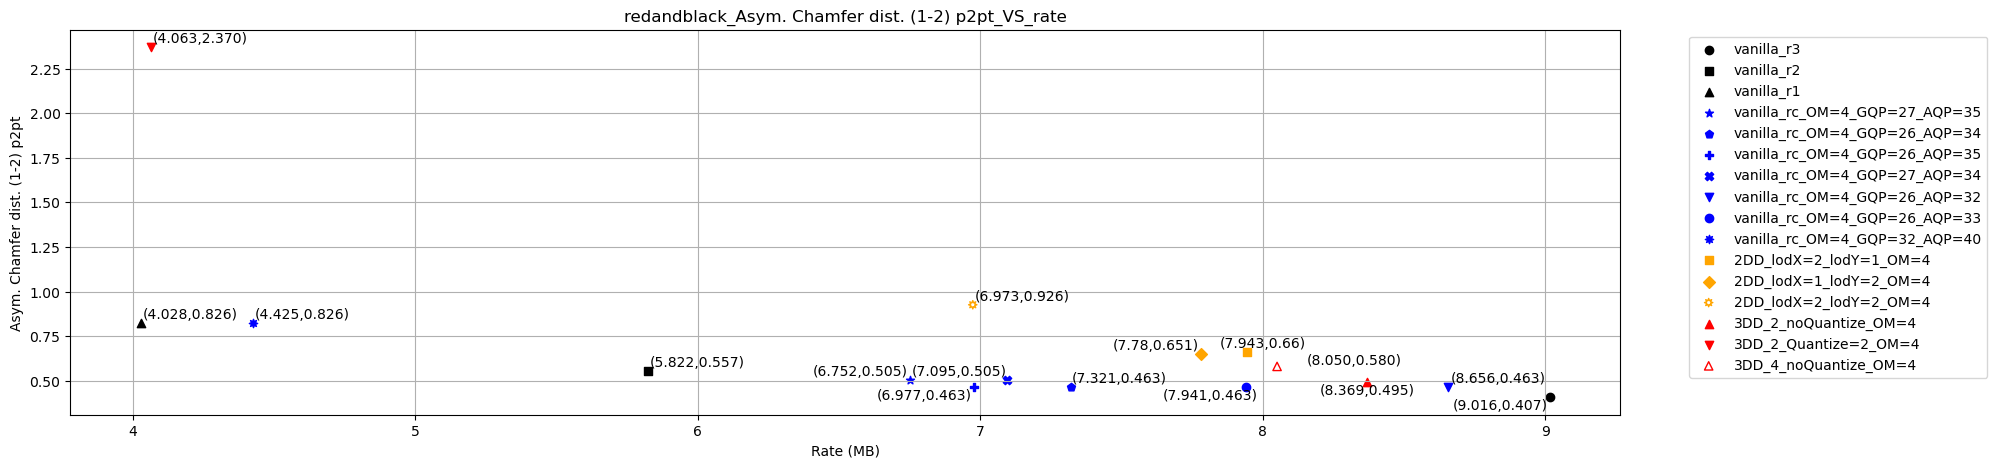 redandblack_Asym. Chamfer dist. (1-2) p2pt_VS_rate
Asym. Chamfer dist. (1-2) p2pt
2.25
2.00
1.75
1.50
1.25
1.00
0.75
0.50
(4.063,2.370)
(4.028,0.826)
(4.425,0.826)
(5.822,0.557)
(6.973,0.926)
(6.752,0.505)
(7.095,0.505)
(6.977,0.463)
(7.321,0.463)
(7.78,0.651)
(7.943,0.66)
(7.941,0.463)
(8.050,0.580)
(8.369,0.495)
(8.656,0.463)
(9.016,0.407)
4
5
6
7
8
9
Rate (MB)
vanilla_r3
vanilla_r2
vanilla_r1
vanilla_rc_OM=4_GQP=27_AQP=35
vanilla_rc_OM=4_GQP=26_AQP=34
vanilla_rc_OM=4_GQP=26_AQP=35
vanilla_rc_OM=4_GQP=27_AQP=34
vanilla_rc_OM=4_GQP=26_AQP=32
vanilla_rc_OM=4_GQP=26_AQP=33
vanilla_rc_OM=4_GQP=32_AQP=40
2DD_lodX=2_lodY=1_OM=4
2DD_lodX=1_lodY=2_OM=4
2DD_lodX=2_lodY=2_OM=4
3DD_2_noQuantize_OM=4
3DD_2_Quantize=2_OM=4
3DD_4_noQuantize_OM=4